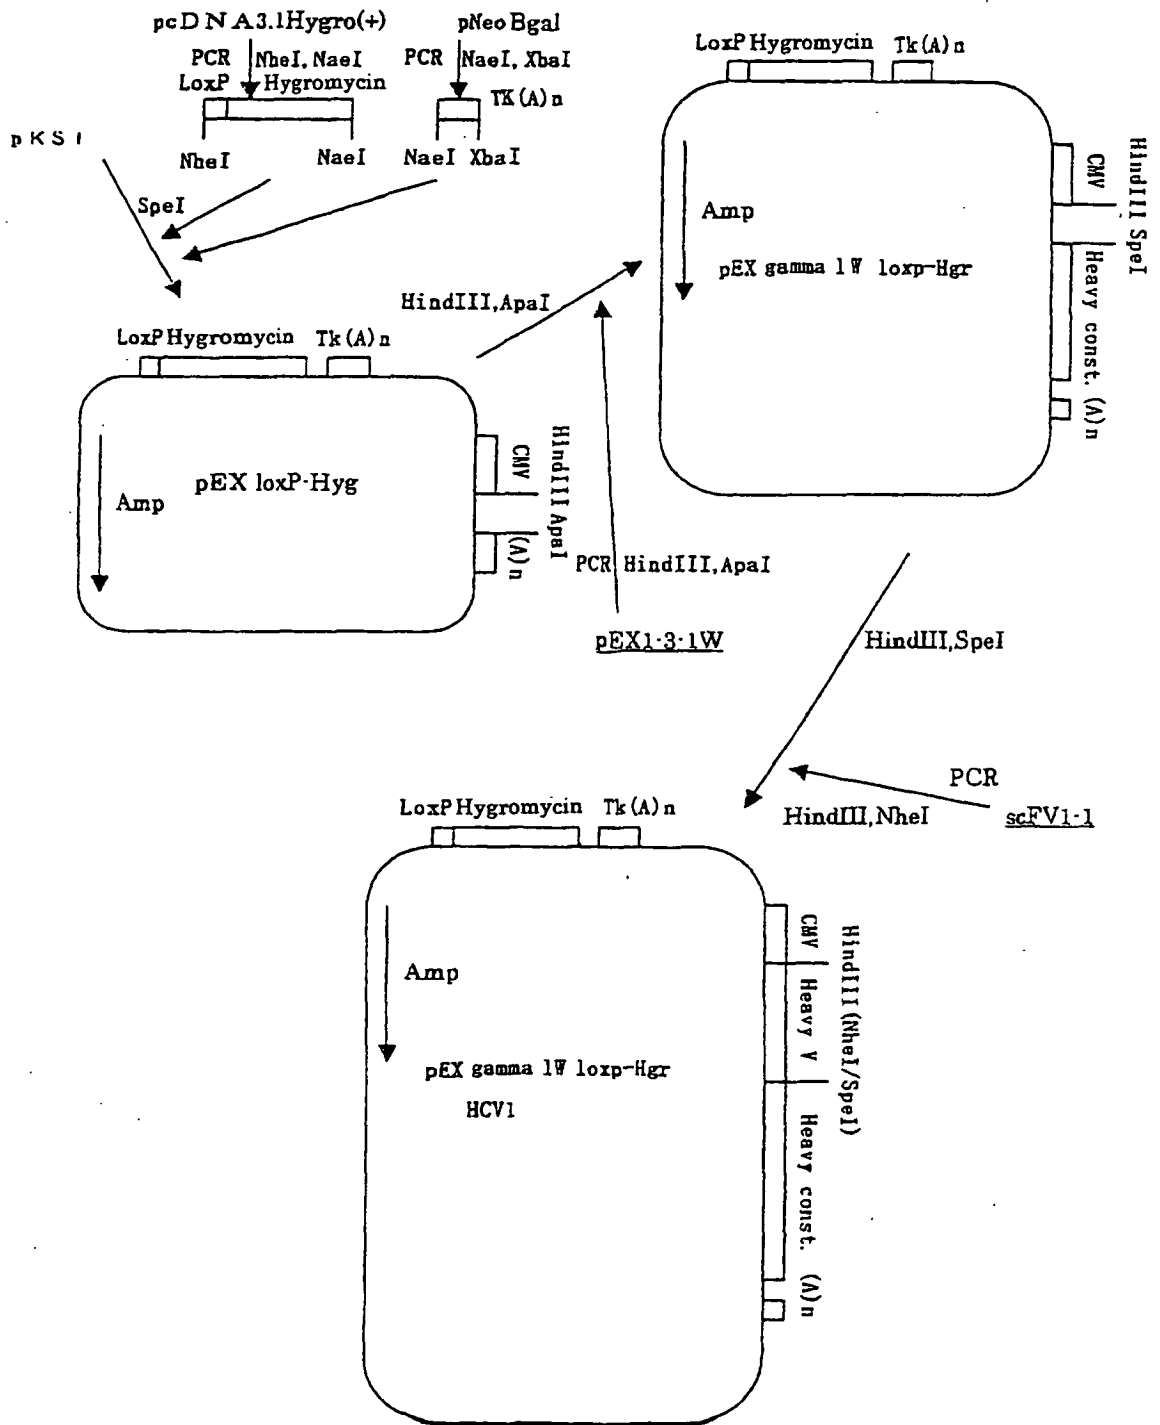 pcDNA3.1Hygro(+)
pNeoBgal
PCR NheI, NaeI
PCR NaeI, XbaI
LoxP Hygromycin
TK(A)n
NheI NaeI
NaeI XbaI
SpeI
LoxP Hygromycin Tk(A)n
Amp
pEX gamma 1W loxp-Hgr
CMV
HindIII SpeI
Heavy const. (A)n
HindIII,ApaI
LoxP Hygromycin Tk(A)n
Amp
pEX loxP-Hyg
CMV
HindIII ApaI
(A)n
PCR HindIII,ApaI
pEX1-3-1W
HindIII,SpeI
PCR
HindIII,NheI
scFV1-1
LoxP Hygromycin Tk(A)n
Amp
pEX gamma 1W loxp-Hgr
HCV1
CMV
Heavy V
Heavy const. (A)n
HindIII (NheI/SpeI)